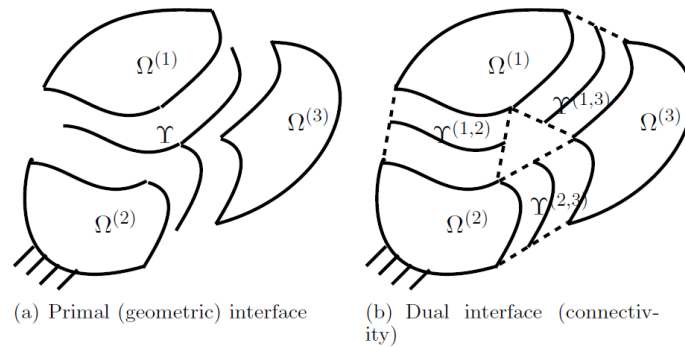 Ω(1)
Ω(3)
Υ
Ω(2)
(a) Primal (geometric) interface
Ω(1)
Υ(1,3)
Ω(3)
Υ(1,2)
Ω(2)
Υ(2,3)
(b) Dual interface (connectiv-
ity)